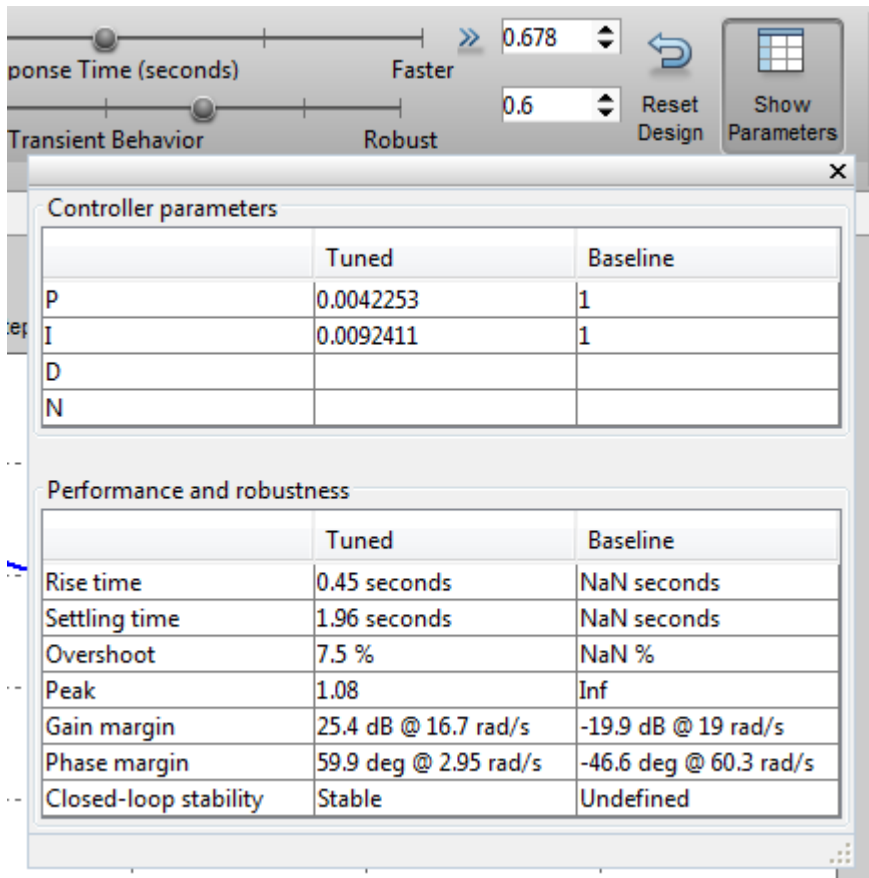 0.678
ponse Time (seconds) Faster
0.6
Transient Behavior Robust
Reset
Design
Show
Parameters
Controller parameters
Tuned Baseline
P 0.0042253 1
I 0.0092411 1
D
N
tep
Performance and robustness
Tuned Baseline
Rise time 0.45 seconds NaN seconds
Settling time 1.96 seconds NaN seconds
Overshoot 7.5 % NaN %
Peak 1.08 Inf
Gain margin 25.4 dB @ 16.7 rad/s -19.9 dB @ 19 rad/s
Phase margin 59.9 deg @ 2.95 rad/s -46.6 deg @ 60.3 rad/s
Closed-loop stability Stable Undefined